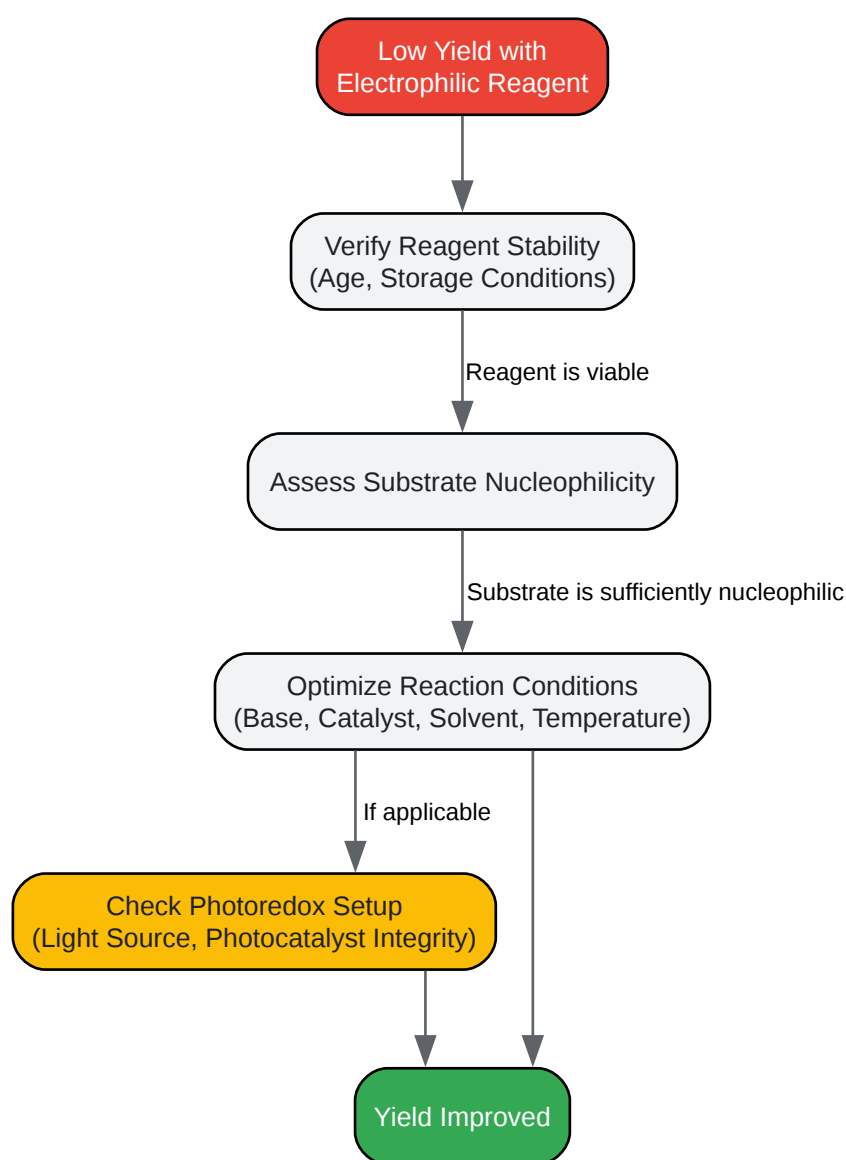 Low Yield with
Electrophilic Reagent
Verify Reagent Stability
(Age, Storage Conditions)
Reagent is viable
Assess Substrate Nucleophilicity
Substrate is sufficiently nucleophilic
Optimize Reaction Conditions
(Base, Catalyst, Solvent, Temperature)
If applicable
Check Photoredox Setup
(Light Source, Photocatalyst Integrity)
Yield Improved